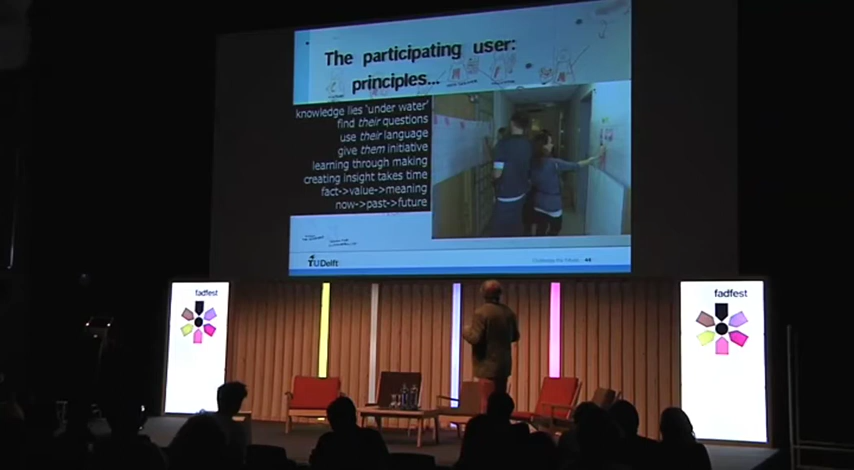 The participating user:
principles...
knowledge lies 'under water'
find their questions
use their language
give them initiative
learning through making
creating insight takes time
fact->value->meaning
now->past->future
TUDelft
fadfest
fadfest